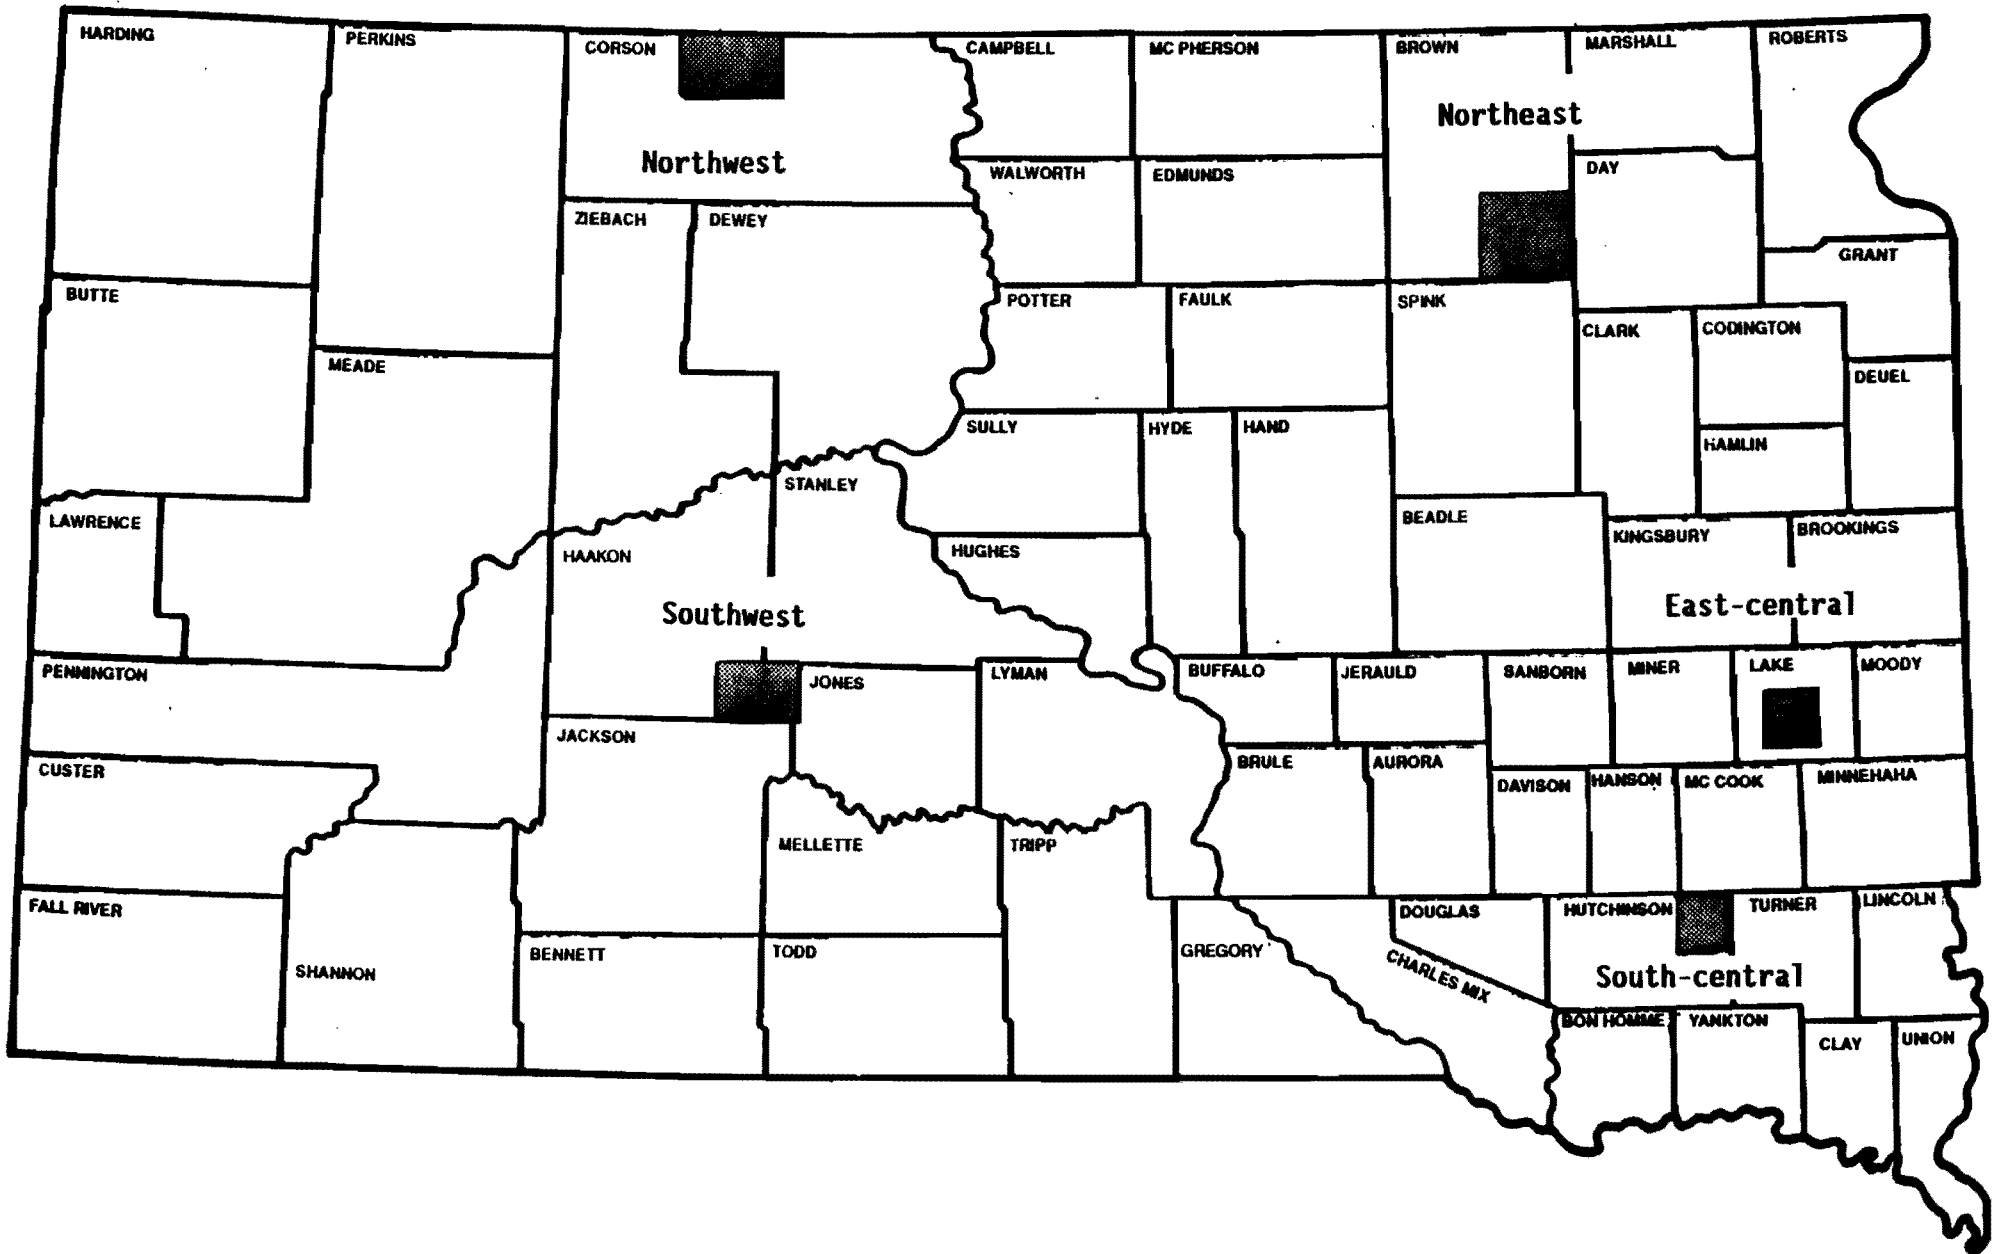 HARDING
PERKINS
CORSON
CAMPBELL
MC PHERSON
BROWN
MARSHALL
ROBERTS
Northeast
Northwest
WALWORTH
EDMUNDS
DAY
ZIEBACH
DEWEY
GRANT
BUTTE
POTTER
FAULK
SPINK
CLARK
CODINGTON
MEADE
DEUEL
SULLY
HYDE
HAND
HAMLIN
STANLEY
LAWRENCE
BEADLE
KINGSBURY
BROOKINGS
HAAKON
HUGHES
Southwest
East-central
PENNINGTON
JONES
LYMAN
BUFFALO
JERAULD
SANBORN
MINER
LAKE
MOODY
JACKSON
CUSTER
BRULE
AURORA
DAVISON
HANSON
MC COOK
MINNEHAHA
MELLETTE
TRIPP
FALL RIVER
DOUGLAS
HUTCHINSON
TURNER
LINCOLN
SHANNON
BENNETT
TODD
GREGORY
CHARLES MIX
South-central
BON HOMME
YANKTON
CLAY
UNION